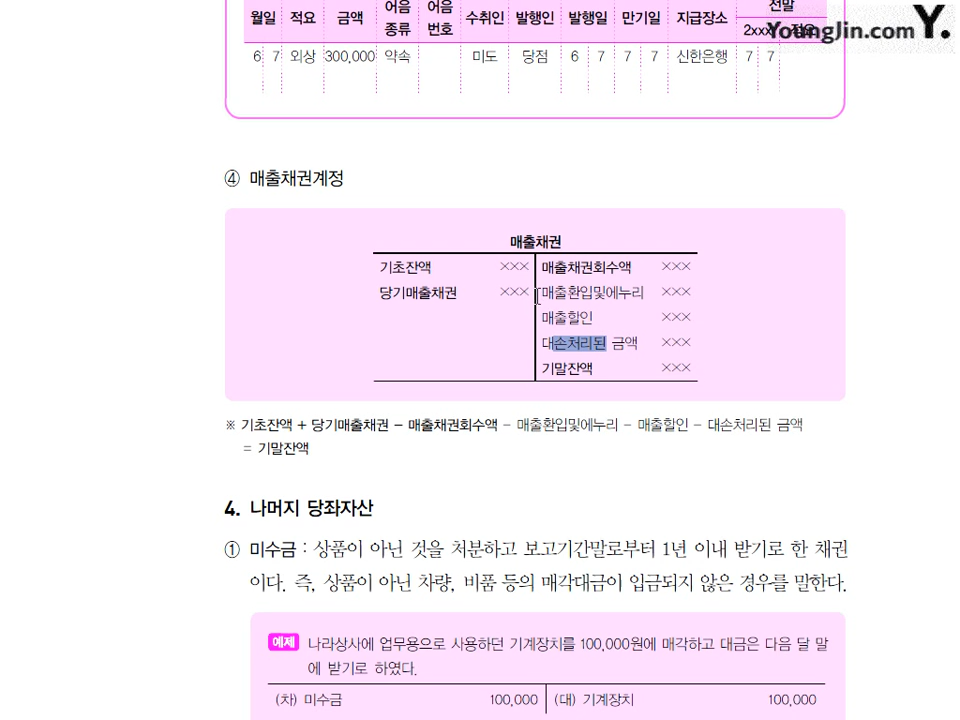 월일 적요 금액 어음 종류 어음 번호 수취인 발행인 발행일 만기일 지급장소 전말
2xxx
YoungJin.com Y.
6 7 외상 300,000 약속 미도 당점 6 7 7 7 신한은행 7 7
④ 매출채권계정
매출채권
기초잔액 ××× 매출채권회수액 ×××
당기매출채권 ××× 매출환입및에누리 ×××
매출할인 ×××
대손처리된 금액 ×××
기말잔액 ×××
※ 기초잔액 + 당기매출채권 − 매출채권회수액 − 매출환입및에누리 − 매출할인 − 대손처리된 금액
= 기말잔액
4. 나머지 당좌자산
① 미수금 : 상품이 아닌 것을 처분하고 보고기간말로부터 1년 이내 받기로 한 채권
이다. 즉, 상품이 아닌 차량, 비품 등의 매각대금이 입금되지 않은 경우를 말한다.
예제 나라상사에 업무용으로 사용하던 기계장치를 100,000원에 매각하고 대금은 다음 달 말
에 받기로 하였다.
(차) 미수금 100,000 (대) 기계장치 100,000